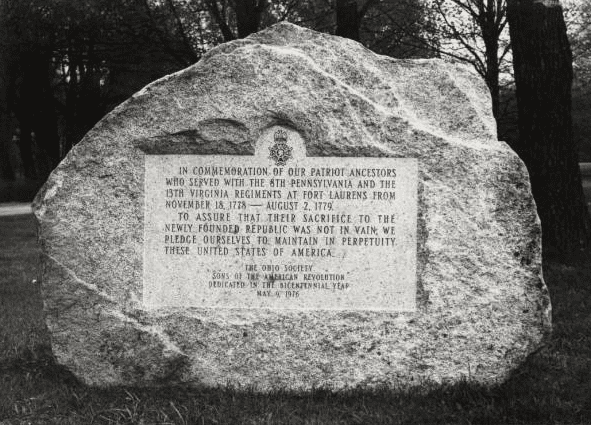 IN COMMEMORATION OF OUR PATRIOT ANCESTORS
WHO SERVED WITH THE 8TH PENNSYLVANIA AND THE
13TH VIRGINIA REGIMENTS AT FORT LAURENS FROM
NOVEMBER 18, 1778 — AUGUST 2, 1779.
TO ASSURE THAT THEIR SACRIFICE TO THE
NEWLY FOUNDED REPUBLIC WAS NOT IN VAIN, WE
PLEDGE OURSELVES TO MAINTAIN IN PERPETUITY
THESE UNITED STATES OF AMERICA.
THE OHIO SOCIETY
SONS OF THE AMERICAN REVOLUTION
DEDICATED IN THE BICENTENNIAL YEAR
MAY 9, 1976